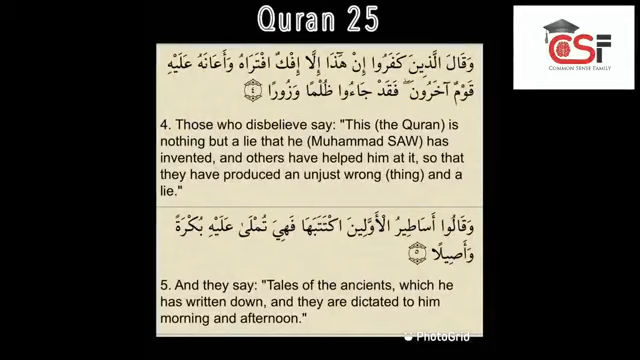 Quran 25
CSF
COMMON SENSE FAMILY
وَقَالَ الَّذِينَ كَفَرُوا إِنْ هَٰذَا إِلَّا إِفْكٌ افْتَرَاهُ وَأَعَانَهُ عَلَيْهِ
قَوْمٌ آخَرُونَ ۖ فَقَدْ جَاءُوا ظُلْمًا وَزُورًا ﴿٤﴾
4. Those who disbelieve say: "This (the Quran) is
nothing but a lie that he (Muhammad SAW) has
invented, and others have helped him at it, so that
they have produced an unjust wrong (thing) and a
lie."
وَقَالُوا أَسَاطِيرُ الْأَوَّلِينَ اكْتَتَبَهَا فَهِيَ تُمْلَىٰ عَلَيْهِ بُكْرَةً
وَأَصِيلًا ﴿٥﴾
5. And they say: "Tales of the ancients, which he
has written down, and they are dictated to him
morning and afternoon."
PhotoGrid